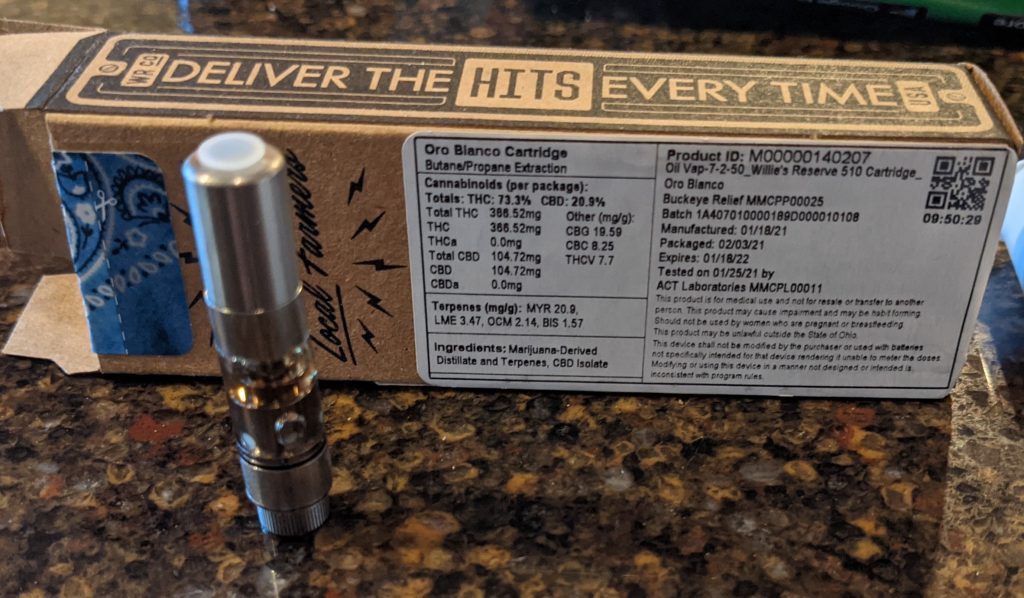 WR CO
DELIVER THE HITS EVERY TIME
USA
Local Farmers
Oro Blanco Cartridge
Butane/Propane Extraction
Cannabinoids (per package):
Totals: THC: 73.3% CBD: 20.9%
Total THC 366.52mg
THC 366.52mg
THCa 0.0mg
Total CBD 104.72mg
CBD 104.72mg
CBDa 0.0mg
Other (mg/g):
CBG 19.59
CBC 8.25
THCV 7.7
Terpenes (mg/g): MYR 20.9,
LME 3.47, OCM 2.14, BIS 1.57
Ingredients: Marijuana-Derived
Distillate and Terpenes, CBD Isolate
Product ID: M00000140207
Oil Vap-7-2-50_Willie's Reserve 510 Cartridge_
Oro Blanco
Buckeye Relief MMCPP00025
Batch 1A407010000189D000010108
Manufactured: 01/18/21
Packaged: 02/03/21
Expires: 01/18/22
Tested on 01/25/21 by
ACT Laboratories MMCPL00011
This product is for medical use and not for resale or transfer to another
person. This product may cause impairment and may be habit forming.
Should not be used by women who are pregnant or breastfeeding.
This product may be unlawful outside the State of Ohio.
This device shall not be modified by the purchaser or used with batteries
not specifically intended for that device rendering it unable to meter the doses.
Modifying or using this device in a manner not designed or intended is
inconsistent with program rules.
09:50:29